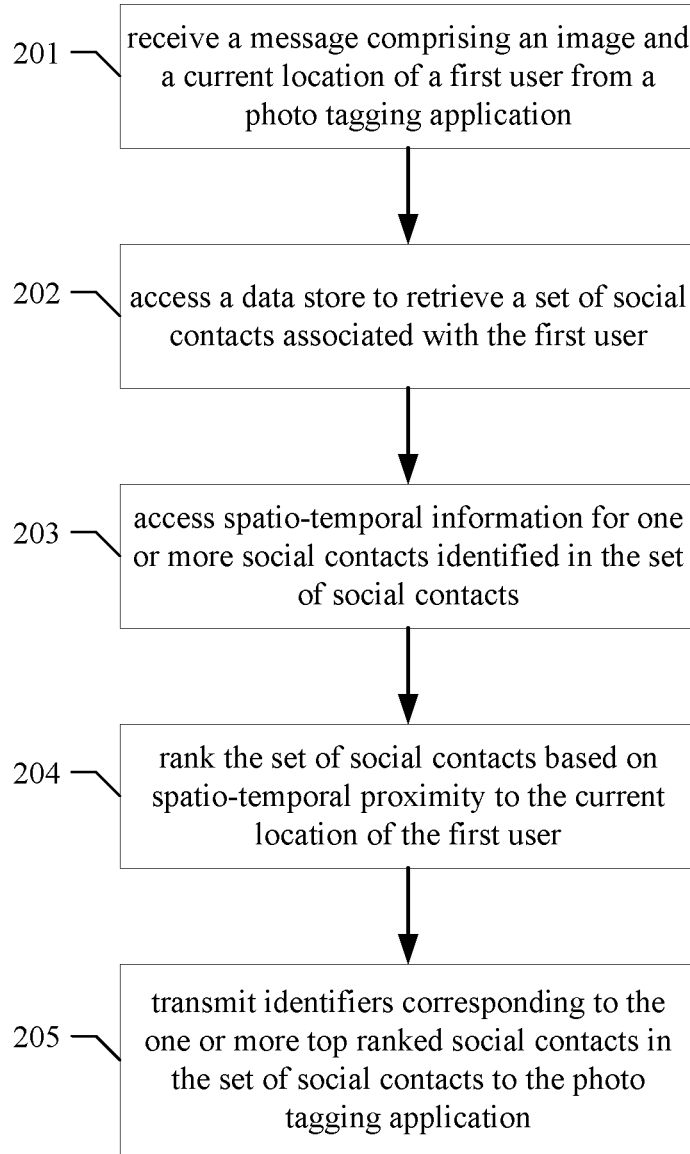 201
receive a message comprising an image and
a current location of a first user from a
photo tagging application
202
access a data store to retrieve a set of social
contacts associated with the first user
203
access spatio-temporal information for one
or more social contacts identified in the set
of social contacts
204
rank the set of social contacts based on
spatio-temporal proximity to the current
location of the first user
205
transmit identifiers corresponding to the
one or more top ranked social contacts in
the set of social contacts to the photo
tagging application